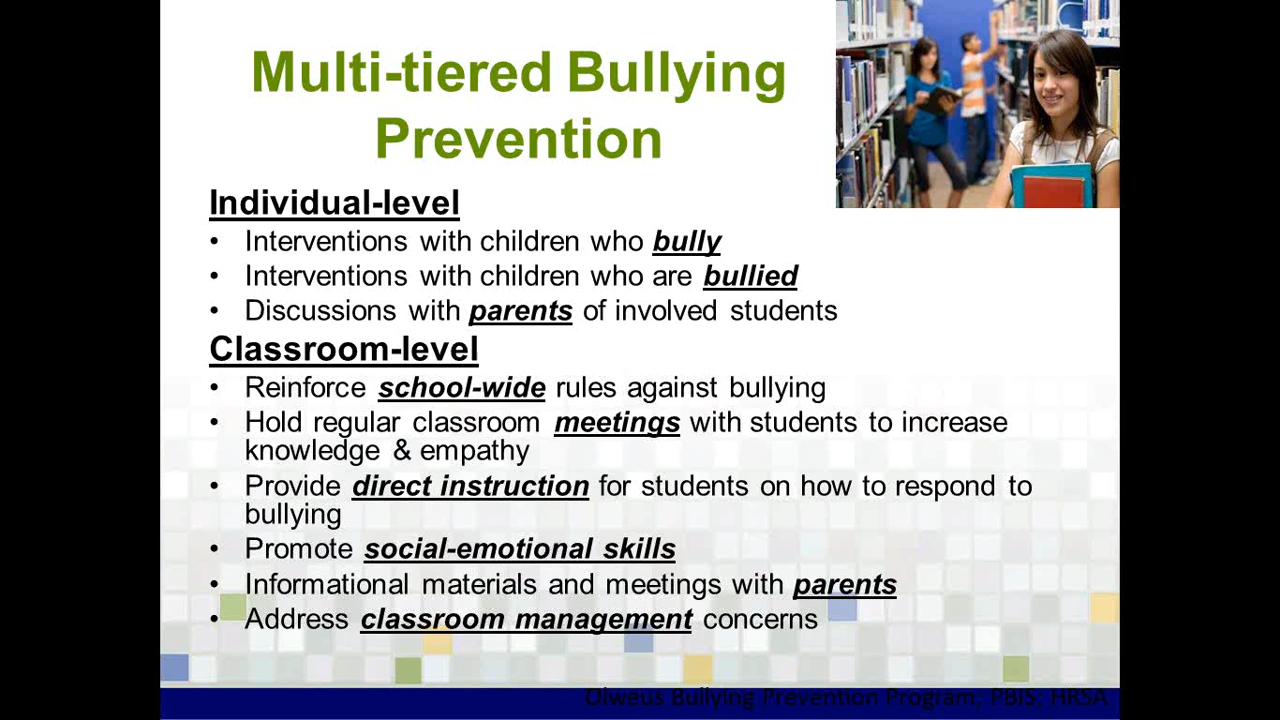 Multi-tiered Bullying
Prevention
Individual-level
• Interventions with children who bully
• Interventions with children who are bullied
• Discussions with parents of involved students
Classroom-level
• Reinforce school-wide rules against bullying
• Hold regular classroom meetings with students to increase
knowledge & empathy
• Provide direct instruction for students on how to respond to
bullying
• Promote social-emotional skills
• Informational materials and meetings with parents
• Address classroom management concerns
Olweus Bullying Prevention Program; PBIS; HRSA